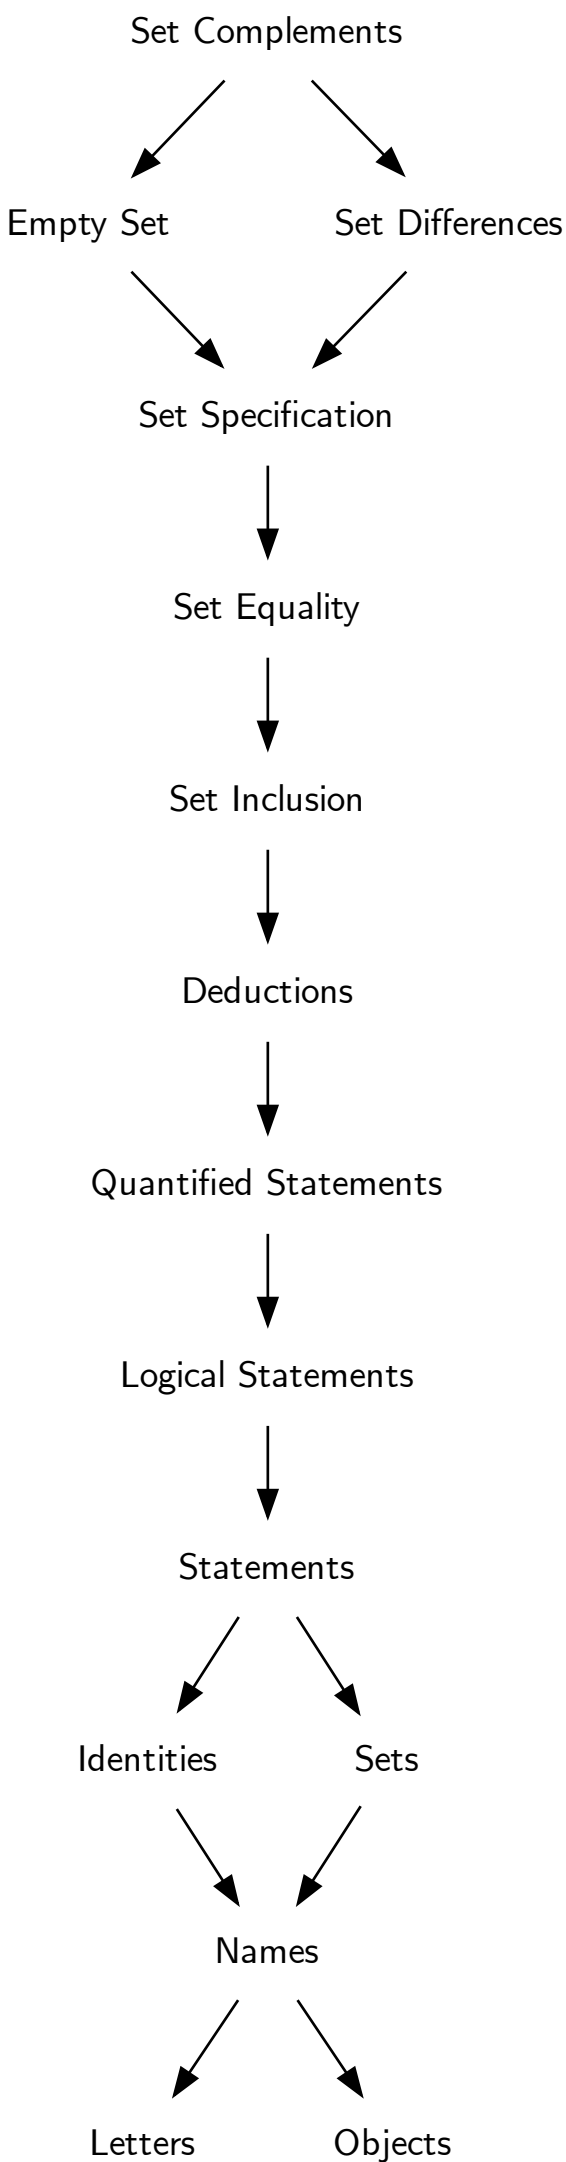 Set Complements
Empty Set
Set Differences
Set Specification
Set Equality
Set Inclusion
Deductions
Quantified Statements
Logical Statements
Statements
Identities
Sets
Names
Letters
Objects